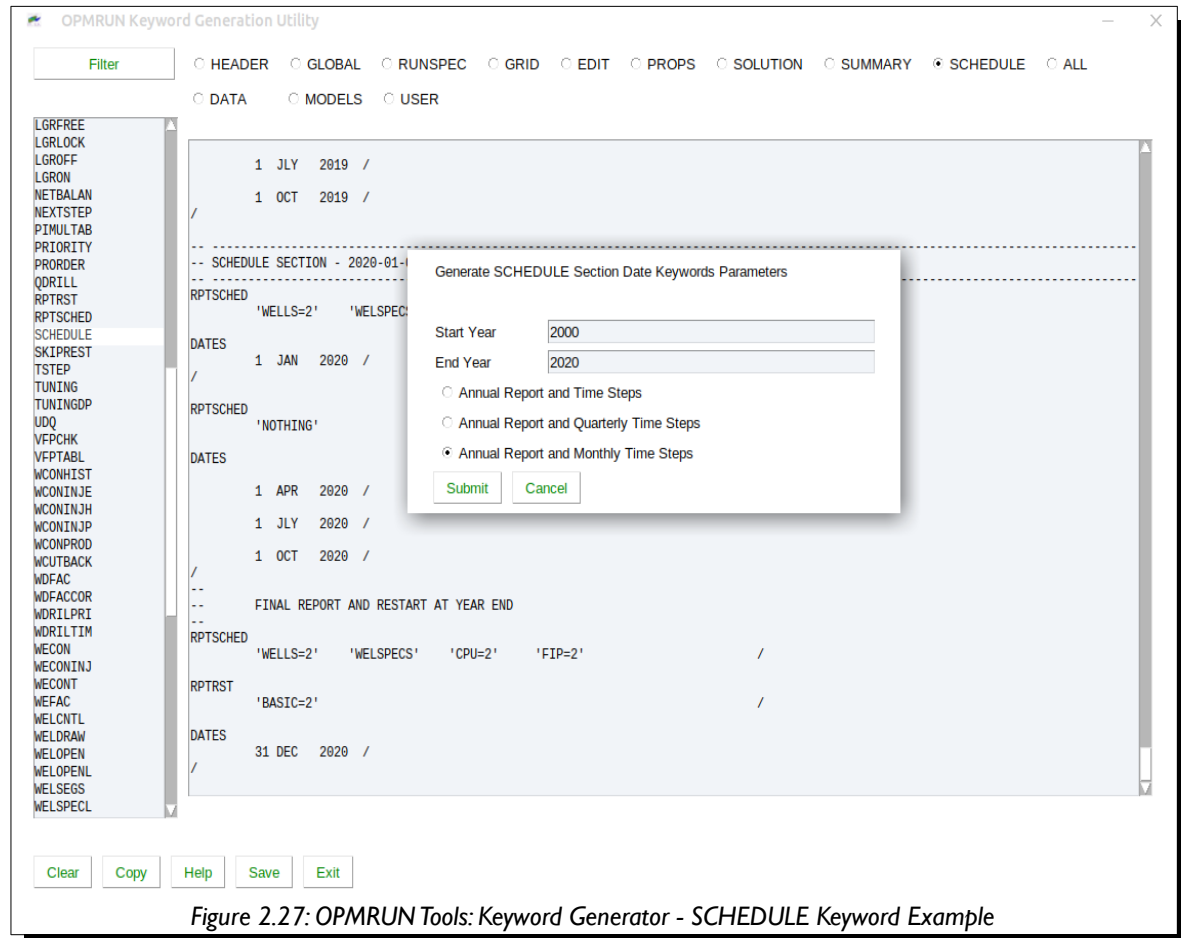 OPMRUN Keyword Generation Utility
Filter
HEADER GLOBAL RUNSPEC GRID EDIT PROPS SOLUTION SUMMARY SCHEDULE ALL
DATA MODELS USER
LGRFREE
LGRLOCK
LGROFF
LGRON
NETBALAN
NEXTSTEP
PIMULTAB
PRIORITY
PRORDER
QDRILL
RPTRST
RPTSCHED
SCHEDULE
SKIPREST
TSTEP
TUNING
TUNINGDP
UDQ
VFPCHK
VFPTABL
WCONHIST
WCONINJE
WCONINJH
WCONINJP
WCONPROD
WCUTBACK
WDFAC
WDFACCOR
WDRILPRI
WDRILTIM
WECON
WECONINJ
WECONT
WEFAC
WELCNTL
WELDRAW
WELOPEN
WELOPENL
WELSEGS
WELSPECL
1 JLY 2019 /
1 OCT 2019 /
/
-- --------------------------------------------------------------------------------
-- SCHEDULE SECTION - 2020-01-
-- --------------------------------------------------------------------------------
RPTSCHED
'WELLS=2' 'WELSPEC
DATES
1 JAN 2020 /
/
RPTSCHED
'NOTHING'
DATES
1 APR 2020 /
1 JLY 2020 /
1 OCT 2020 /
/
--
-- FINAL REPORT AND RESTART AT YEAR END
--
RPTSCHED
'WELLS=2' 'WELSPECS' 'CPU=2' 'FIP=2' /
RPTRST
'BASIC=2' /
DATES
31 DEC 2020 /
/
Generate SCHEDULE Section Date Keywords Parameters
Start Year 2000
End Year 2020
Annual Report and Time Steps
Annual Report and Quarterly Time Steps
Annual Report and Monthly Time Steps
Submit Cancel
Clear Copy Help Save Exit
Figure 2.27: OPMRUN Tools: Keyword Generator - SCHEDULE Keyword Example